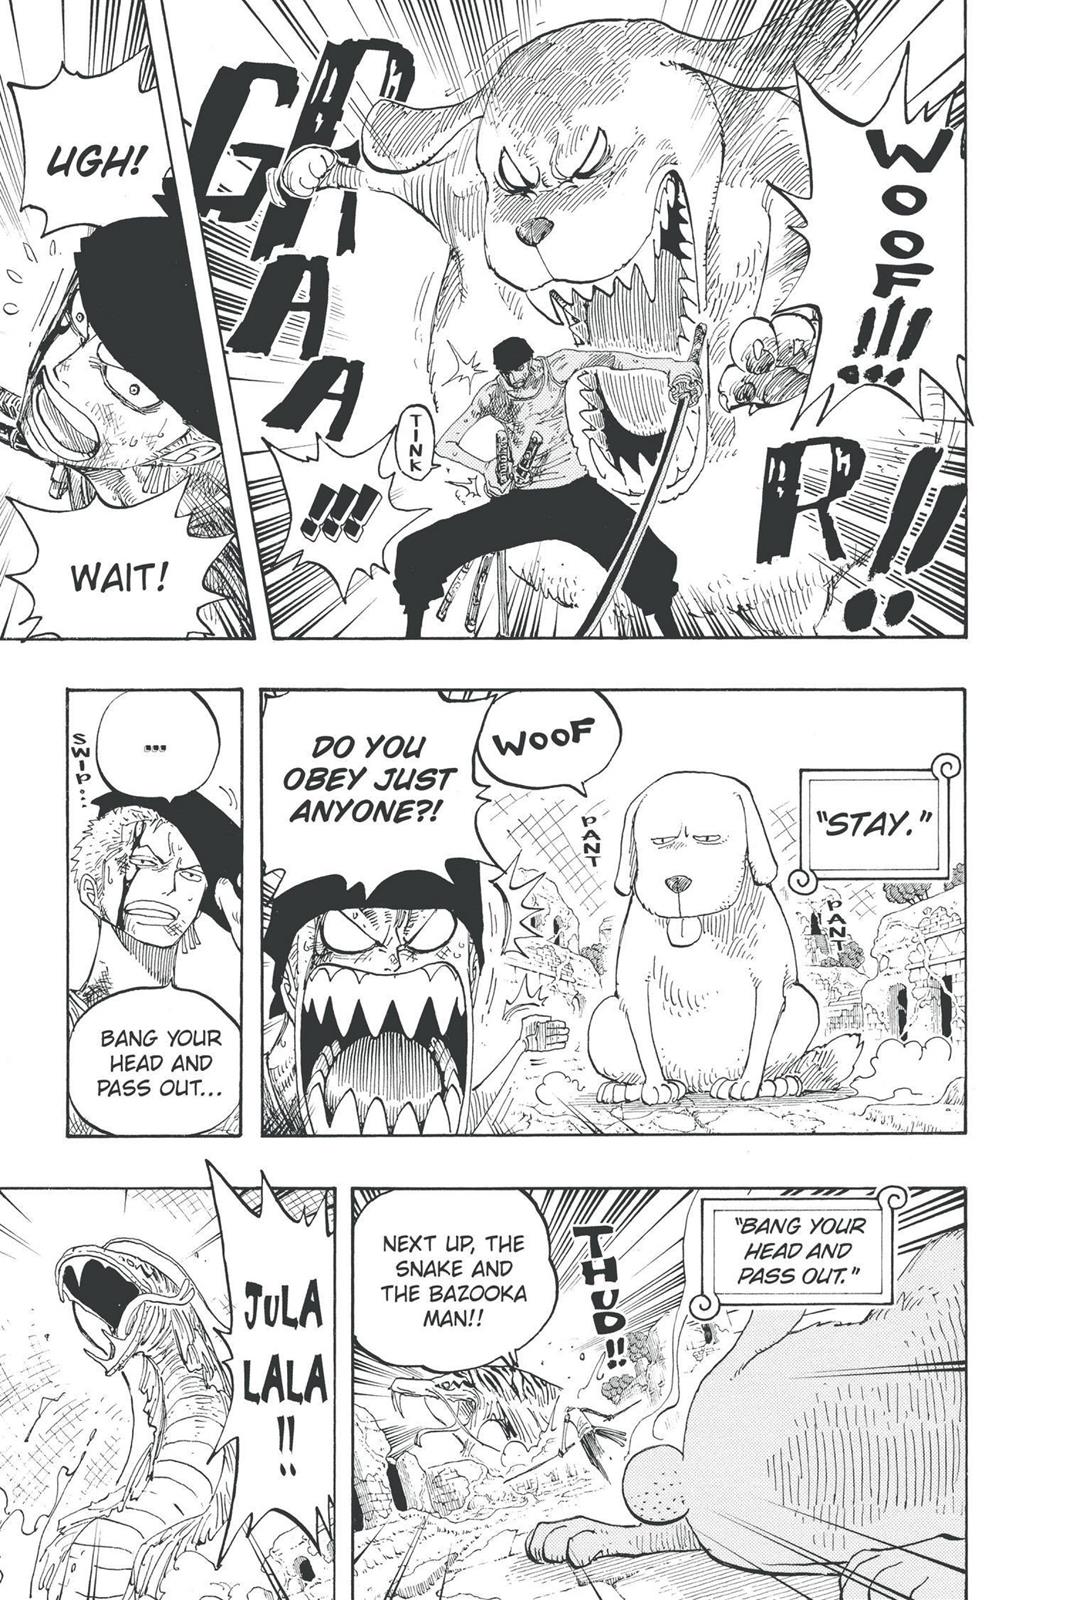 WOOF!!!
GRAAAR!!!
TINK
!!!!
UGH!
WAIT!
"STAY."
WOOF
PANT
PANT
DO YOU
OBEY JUST
ANYONE?!
...
SWIP...
BANG YOUR
HEAD AND
PASS OUT...
"BANG YOUR
HEAD AND
PASS OUT."
THUD!!
NEXT UP, THE
SNAKE AND
THE BAZOOKA
MAN!!
JULA
LALA
!!